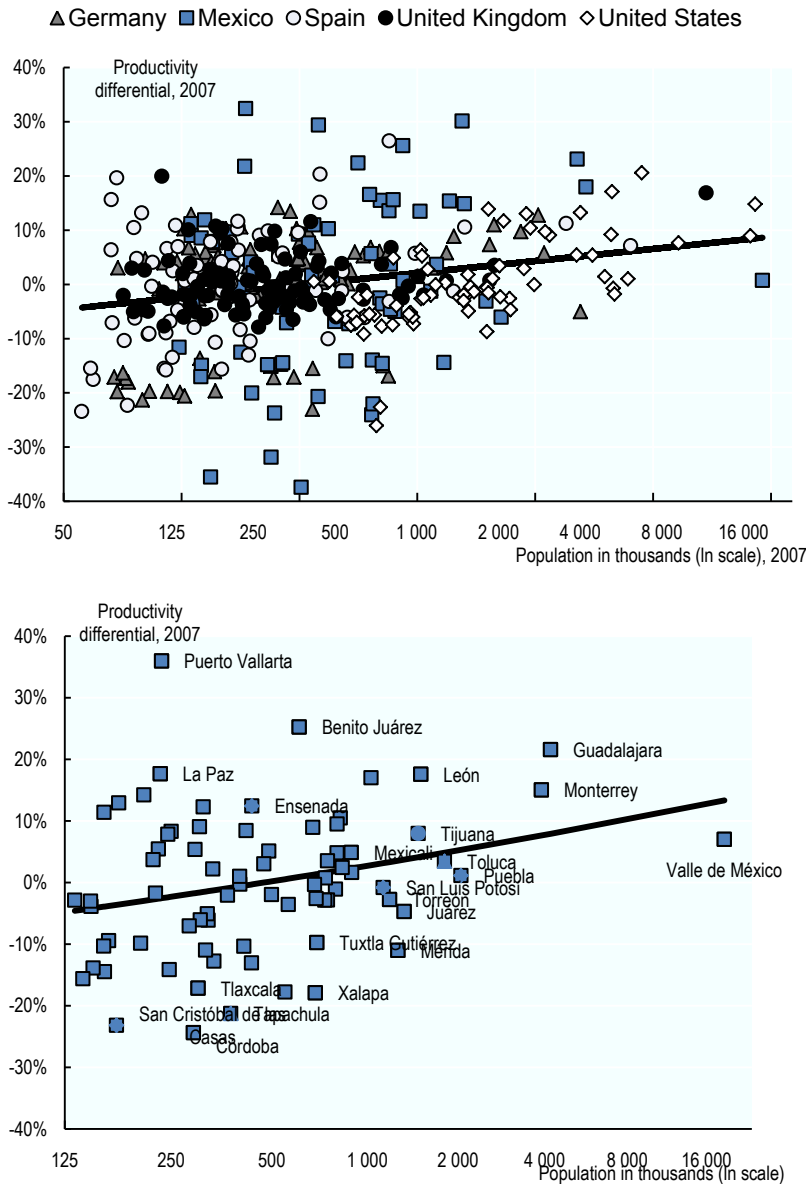 Germany Mexico Spain United Kingdom United States
Productivity
differential, 2007
40%
30%
20%
10%
0%
-10%
-20%
-30%
-40%
50 125 250 500 1 000 2 000 4 000 8 000 16 000
Population in thousands (ln scale), 2007
Productivity
differential, 2007
40%
30%
20%
10%
0%
-10%
-20%
-30%
-40%
Puerto Vallarta
Benito Juárez
Guadalajara
La Paz
León
Monterrey
Ensenada
Tijuana
Mexicali
Toluca
Valle de México
Puebla
San Luis Potosí
Torreón
Juárez
Tuxtla Gutiérrez
Mérida
Tlaxcala
Xalapa
San Cristóbal de las
Casas
Tapachula
Córdoba
125 250 500 1 000 2 000 4 000 8 000 16 000
Population in thousands (ln scale)